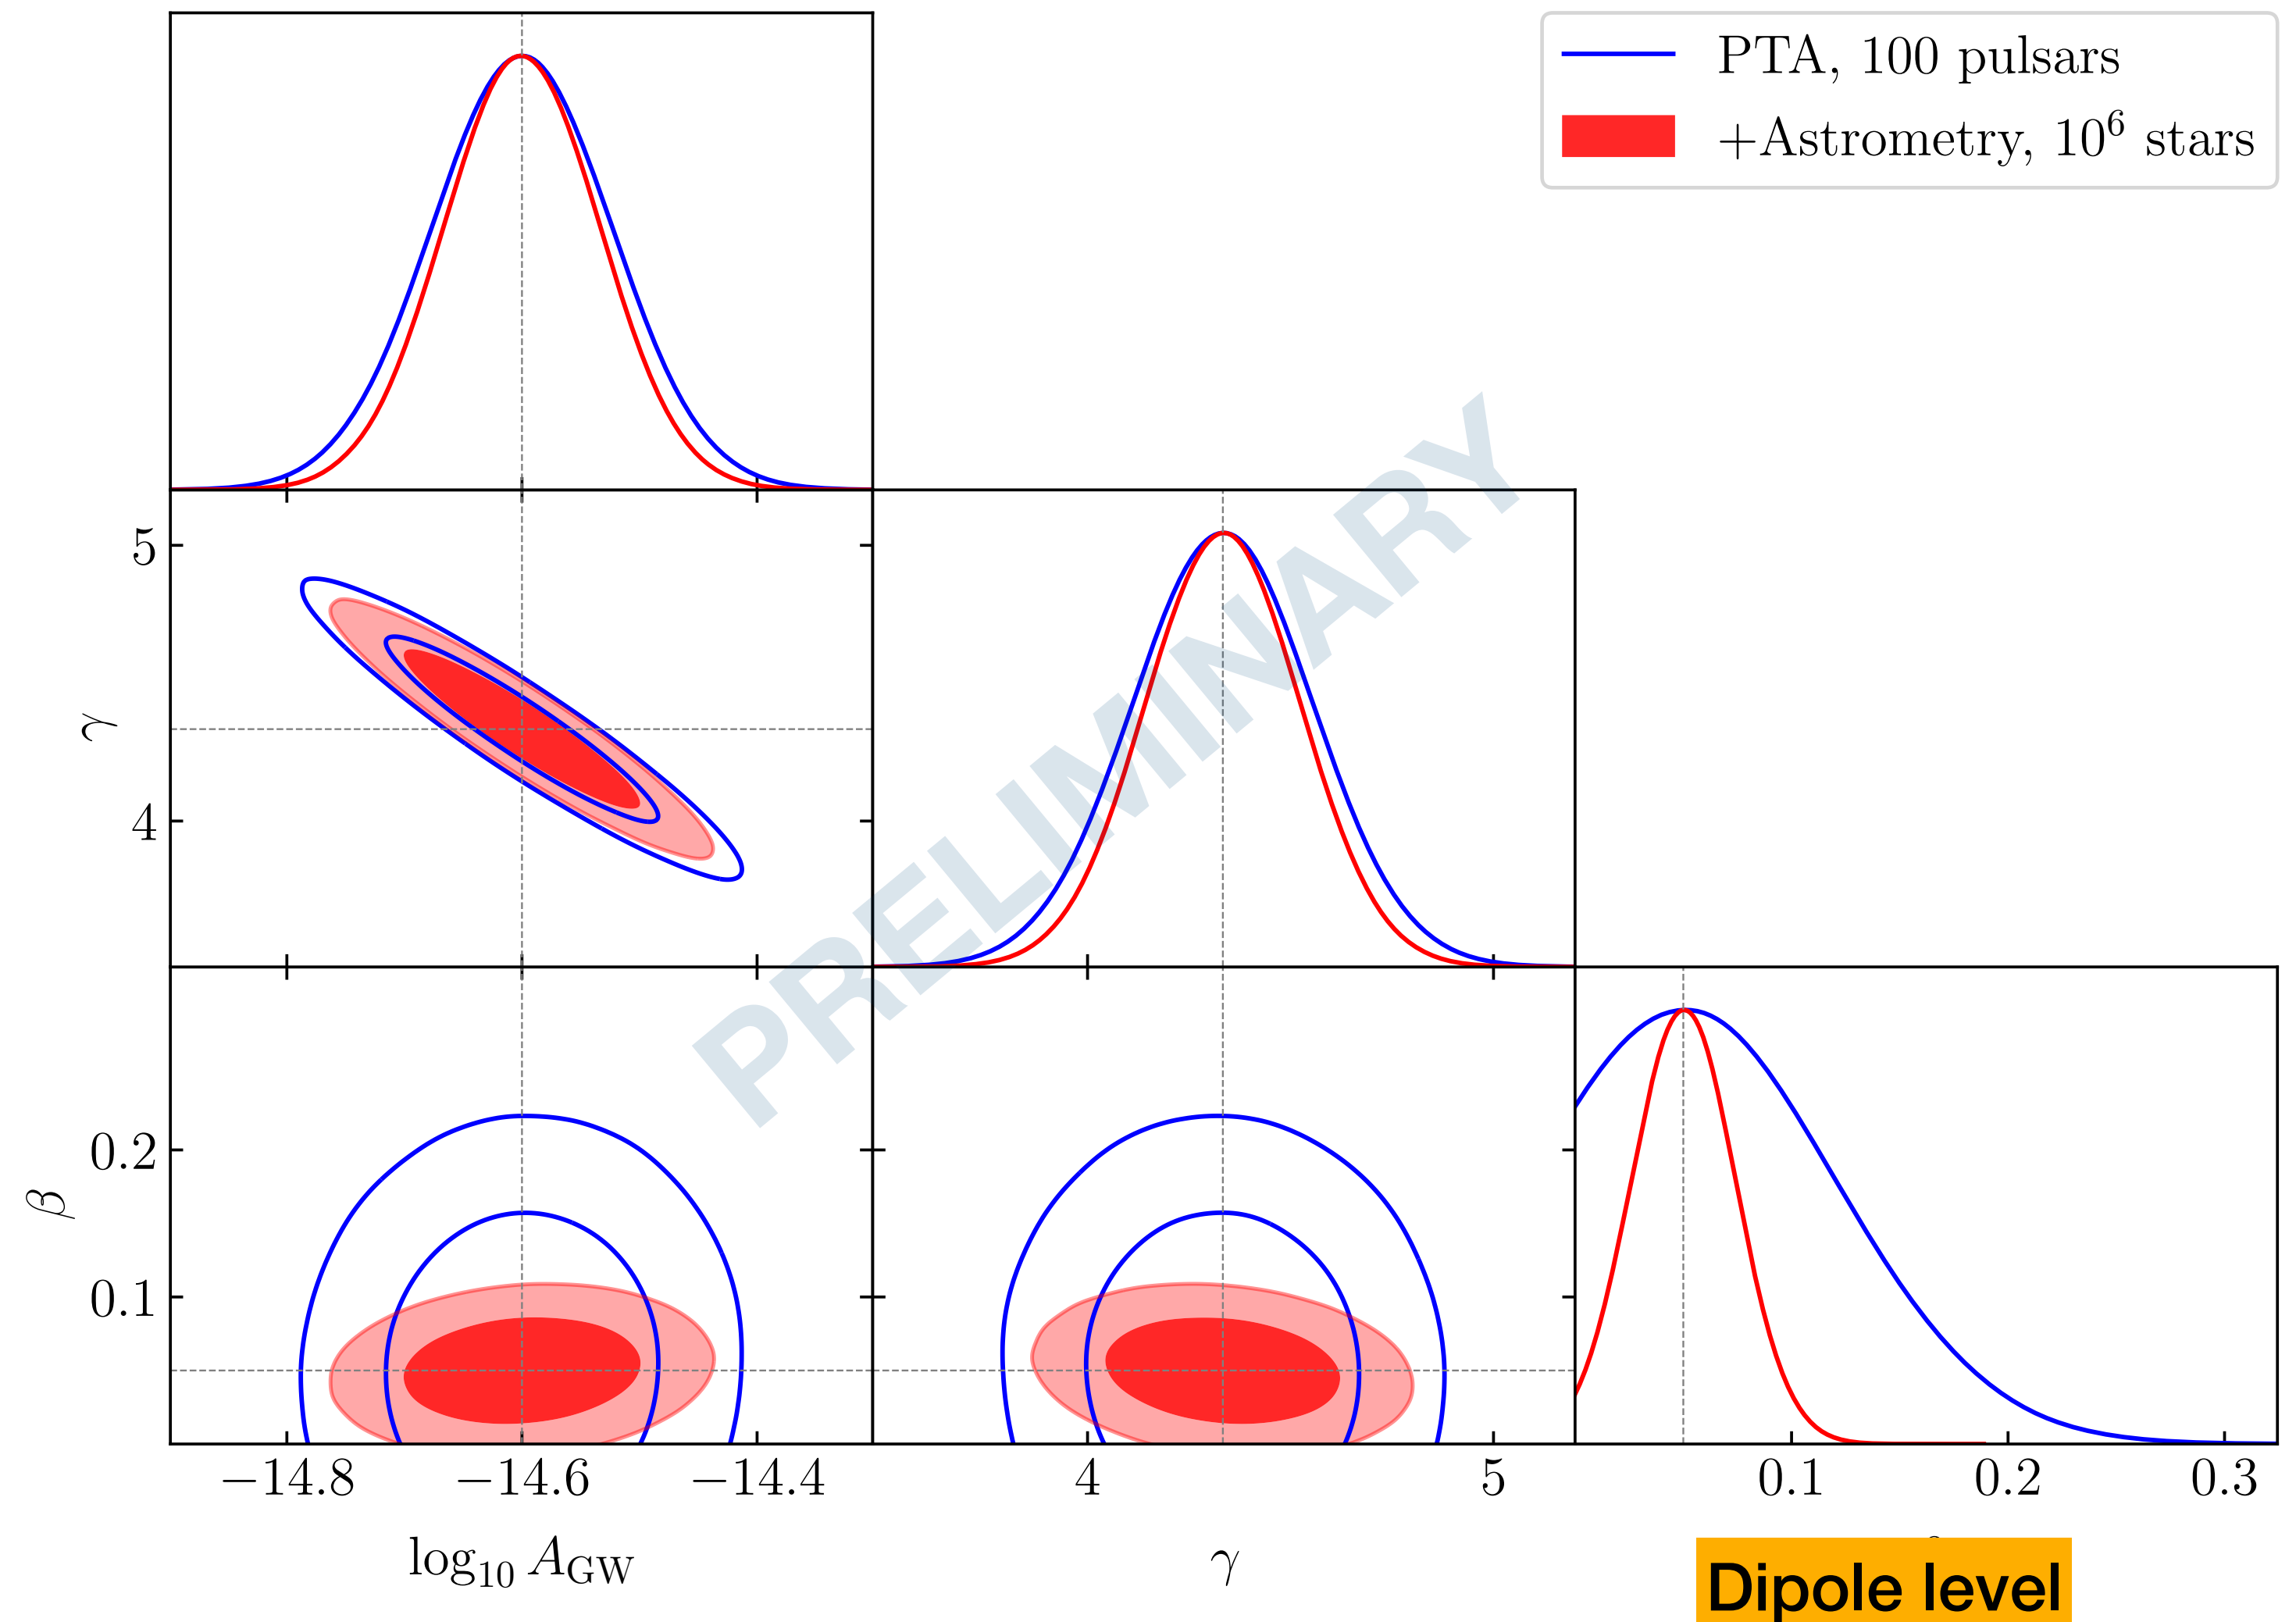 PTA, 100 pulsars
+Astrometry, 10⁶ stars
5
γ
4
PRELIMINARY
0.2
β
0.1
−14.8 −14.6 −14.4 4 5 0.1 0.2 0.3
log₁₀ A_GW γ
Dipole level